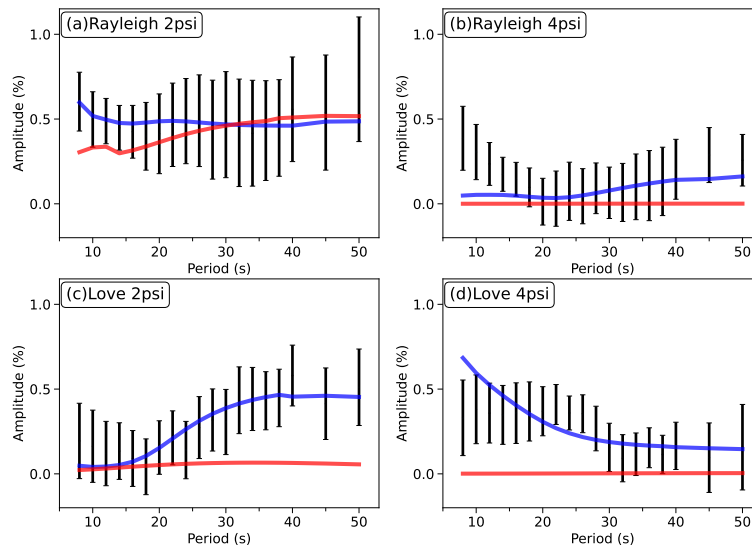 (a)Rayleigh 2psi
1.0
0.5
0.0
Amplitude (%)
10 20 30 40 50
Period (s)
(b)Rayleigh 4psi
1.0
0.5
0.0
Amplitude (%)
10 20 30 40 50
Period (s)
(c)Love 2psi
1.0
0.5
0.0
Amplitude (%)
10 20 30 40 50
Period (s)
(d)Love 4psi
1.0
0.5
0.0
Amplitude (%)
10 20 30 40 50
Period (s)